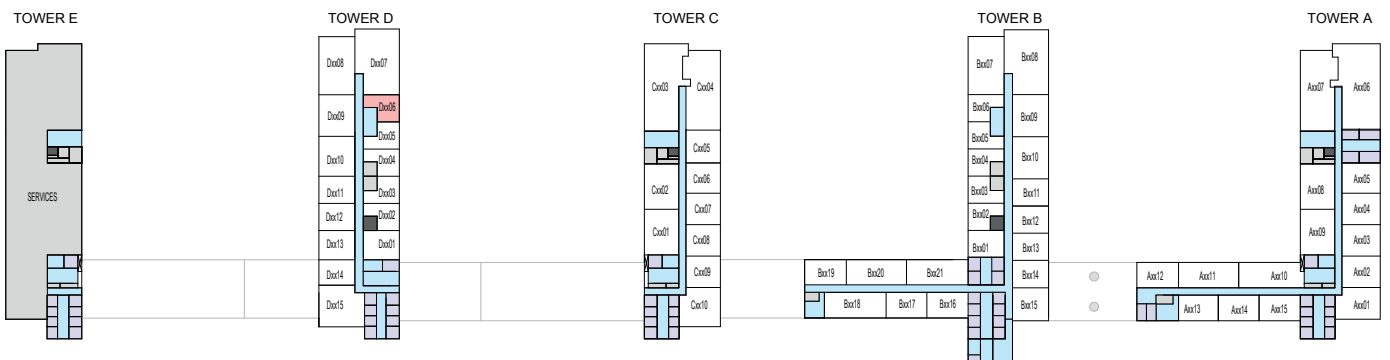 TOWER E TOWER D TOWER C TOWER B TOWER A
Dxx08 Dxx07
Cxx03 Cxx04
Bxx07 Bxx08
Axx07 Axx06
Dxx09 Dxx06
Bxx06 Bxx09
Dxx05
Bxx05
Cxx05
Dxx10 Dxx04
Bxx04 Bxx10
Cxx06
Axx05
Dxx11 Dxx03
Cxx02
Bxx03 Bxx11
Axx08
SERVICES
Dxx12 Dxx02
Cxx07
Bxx02 Bxx12
Axx04
Dxx13 Dxx01
Cxx01 Cxx08
Bxx01 Bxx13
Axx09 Axx03
Dxx14
Cxx09
Bxx19 Bxx20 Bxx21 Bxx14
Axx12 Axx11 Axx10 Axx02
Dxx15
Cxx10
Bxx18 Bxx17 Bxx16 Bxx15
Axx13 Axx14 Axx15 Axx01